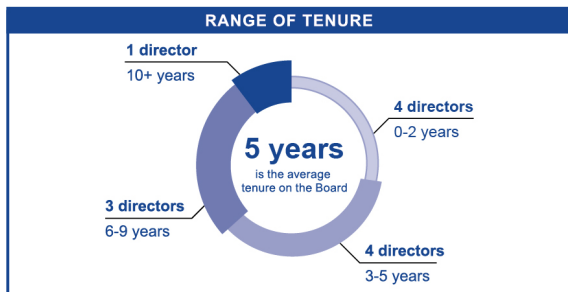 RANGE OF TENURE
1 director
10+ years
4 directors
0-2 years
5 years
is the average
tenure on the Board
3 directors
6-9 years
4 directors
3-5 years